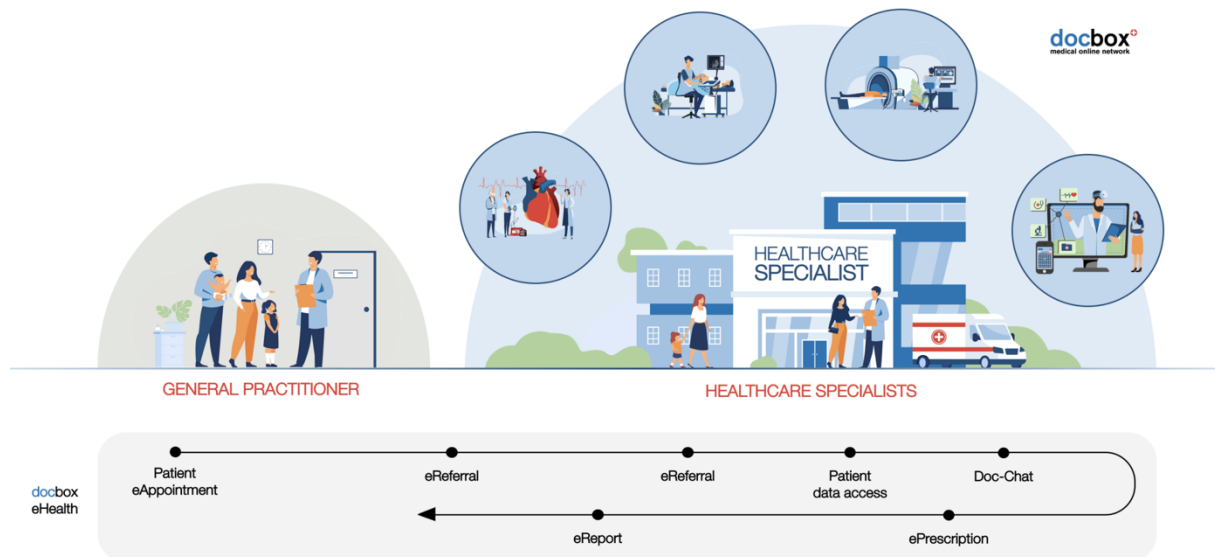 docbox
medical online network
HEALTHCARE
SPECIALIST
GENERAL PRACTITIONER
HEALTHCARE SPECIALISTS
docbox
eHealth
Patient
eAppointment
eReferral
eReferral
Patient
data access
Doc-Chat
eReport
ePrescription